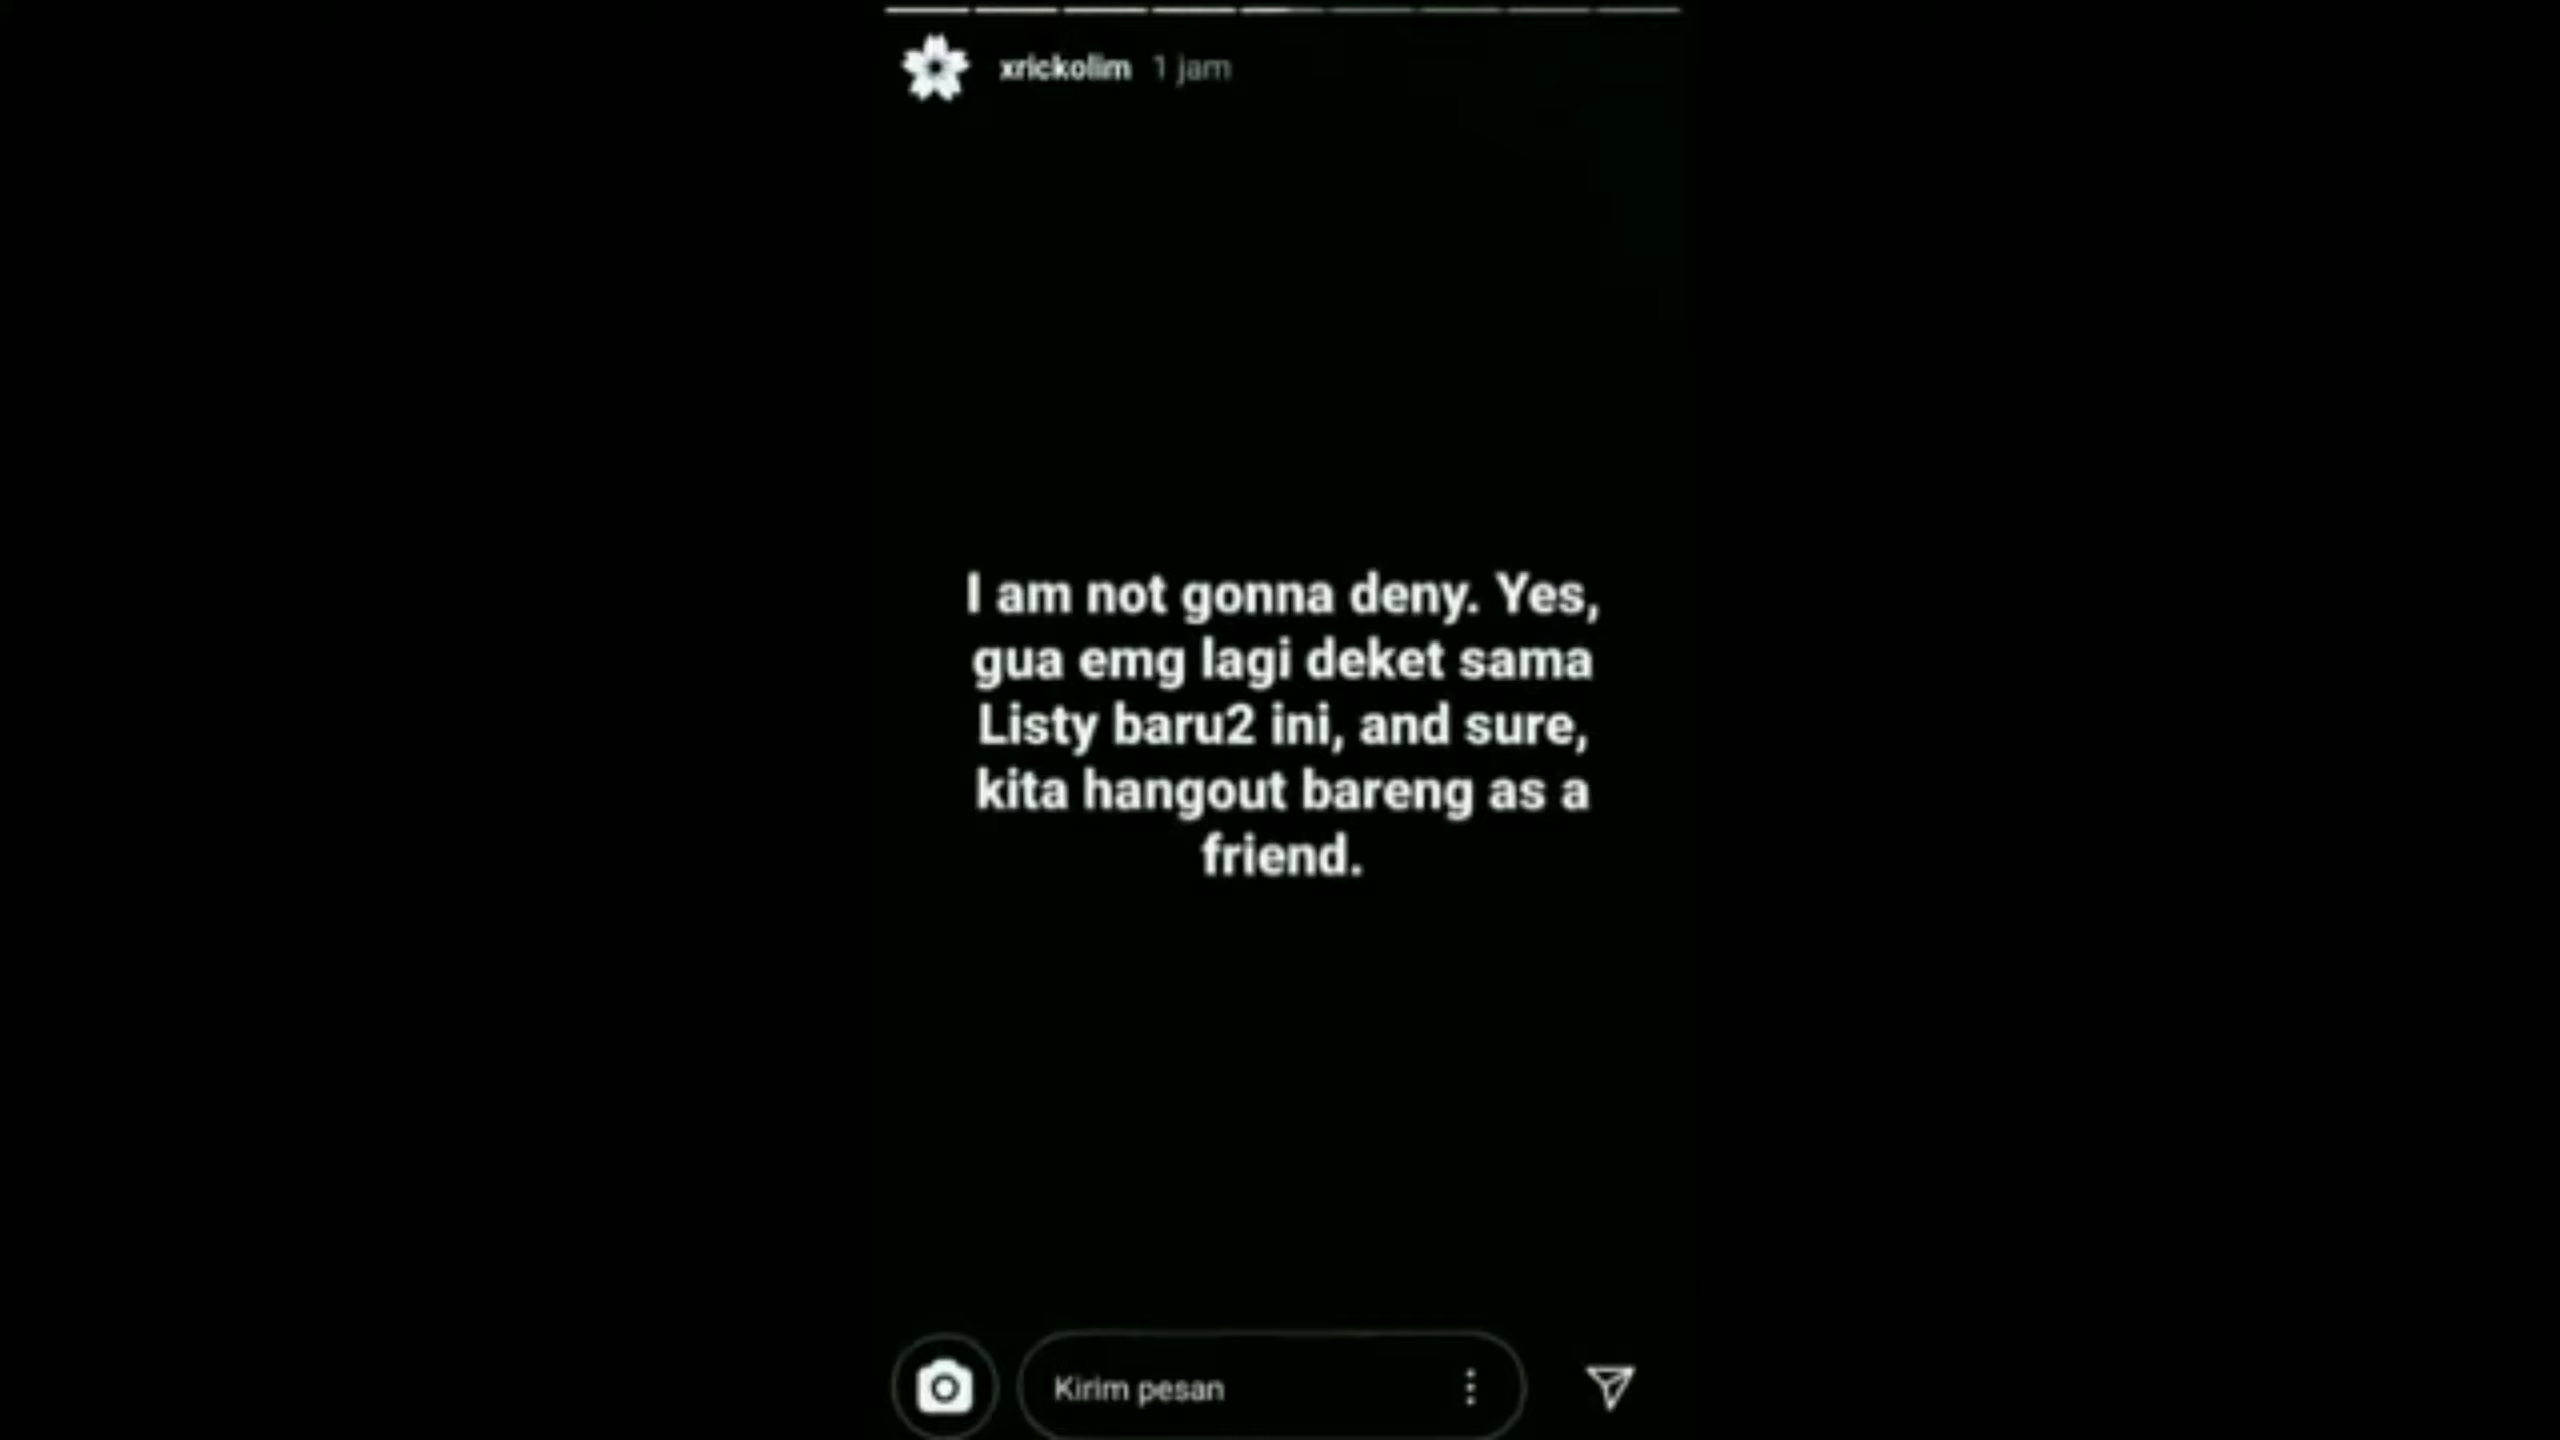 xrickolim 1 jam
I am not gonna deny. Yes,
gua emg lagi deket sama
Listy baru2 ini, and sure,
kita hangout bareng as a
friend.
Kirim pesan